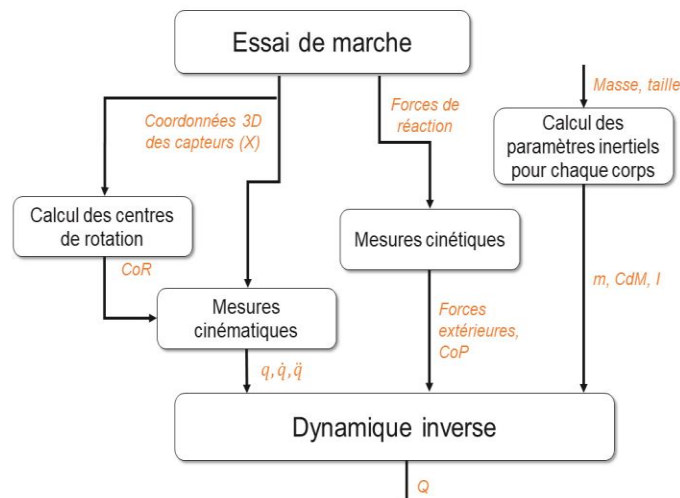 Essai de marche
Masse, taille
Coordonnées 3D
des capteurs (X)
Forces de
réaction
Calcul des
paramètres inertiels
pour chaque corps
Calcul des centres
de rotation
Mesures cinétiques
CoR
m, CdM, I
Mesures
cinématiques
Forces
extérieures,
CoP
q, q̇, q̈
Dynamique inverse
Q